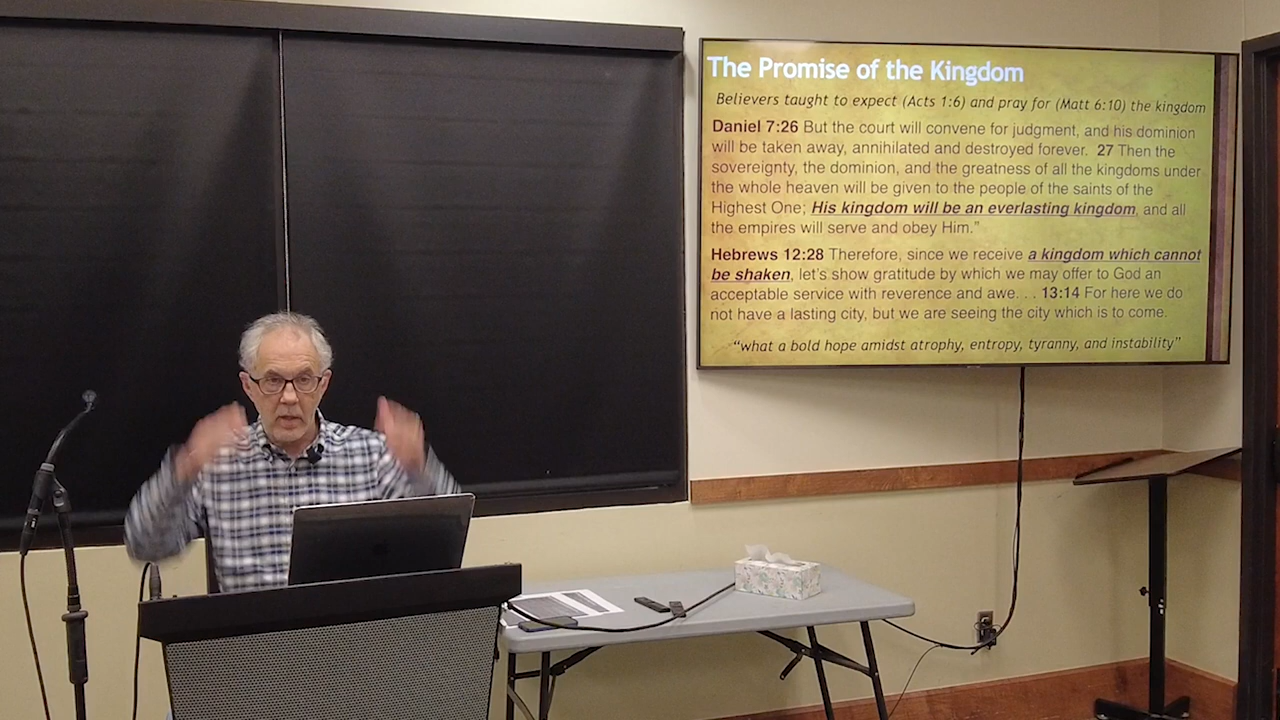 The Promise of the Kingdom
Believers taught to expect (Acts 1:6) and pray for (Matt 6:10) the kingdom
Daniel 7:26 But the court will convene for judgment, and his dominion
will be taken away, annihilated and destroyed forever. 27 Then the
sovereignty, the dominion, and the greatness of all the kingdoms under
the whole heaven will be given to the people of the saints of the
Highest One; His kingdom will be an everlasting kingdom, and all
the empires will serve and obey Him.”
Hebrews 12:28 Therefore, since we receive a kingdom which cannot
be shaken, let’s show gratitude by which we may offer to God an
acceptable service with reverence and awe. . . 13:14 For here we do
not have a lasting city, but we are seeing the city which is to come.
“what a bold hope amidst atrophy, entropy, tyranny, and instability”